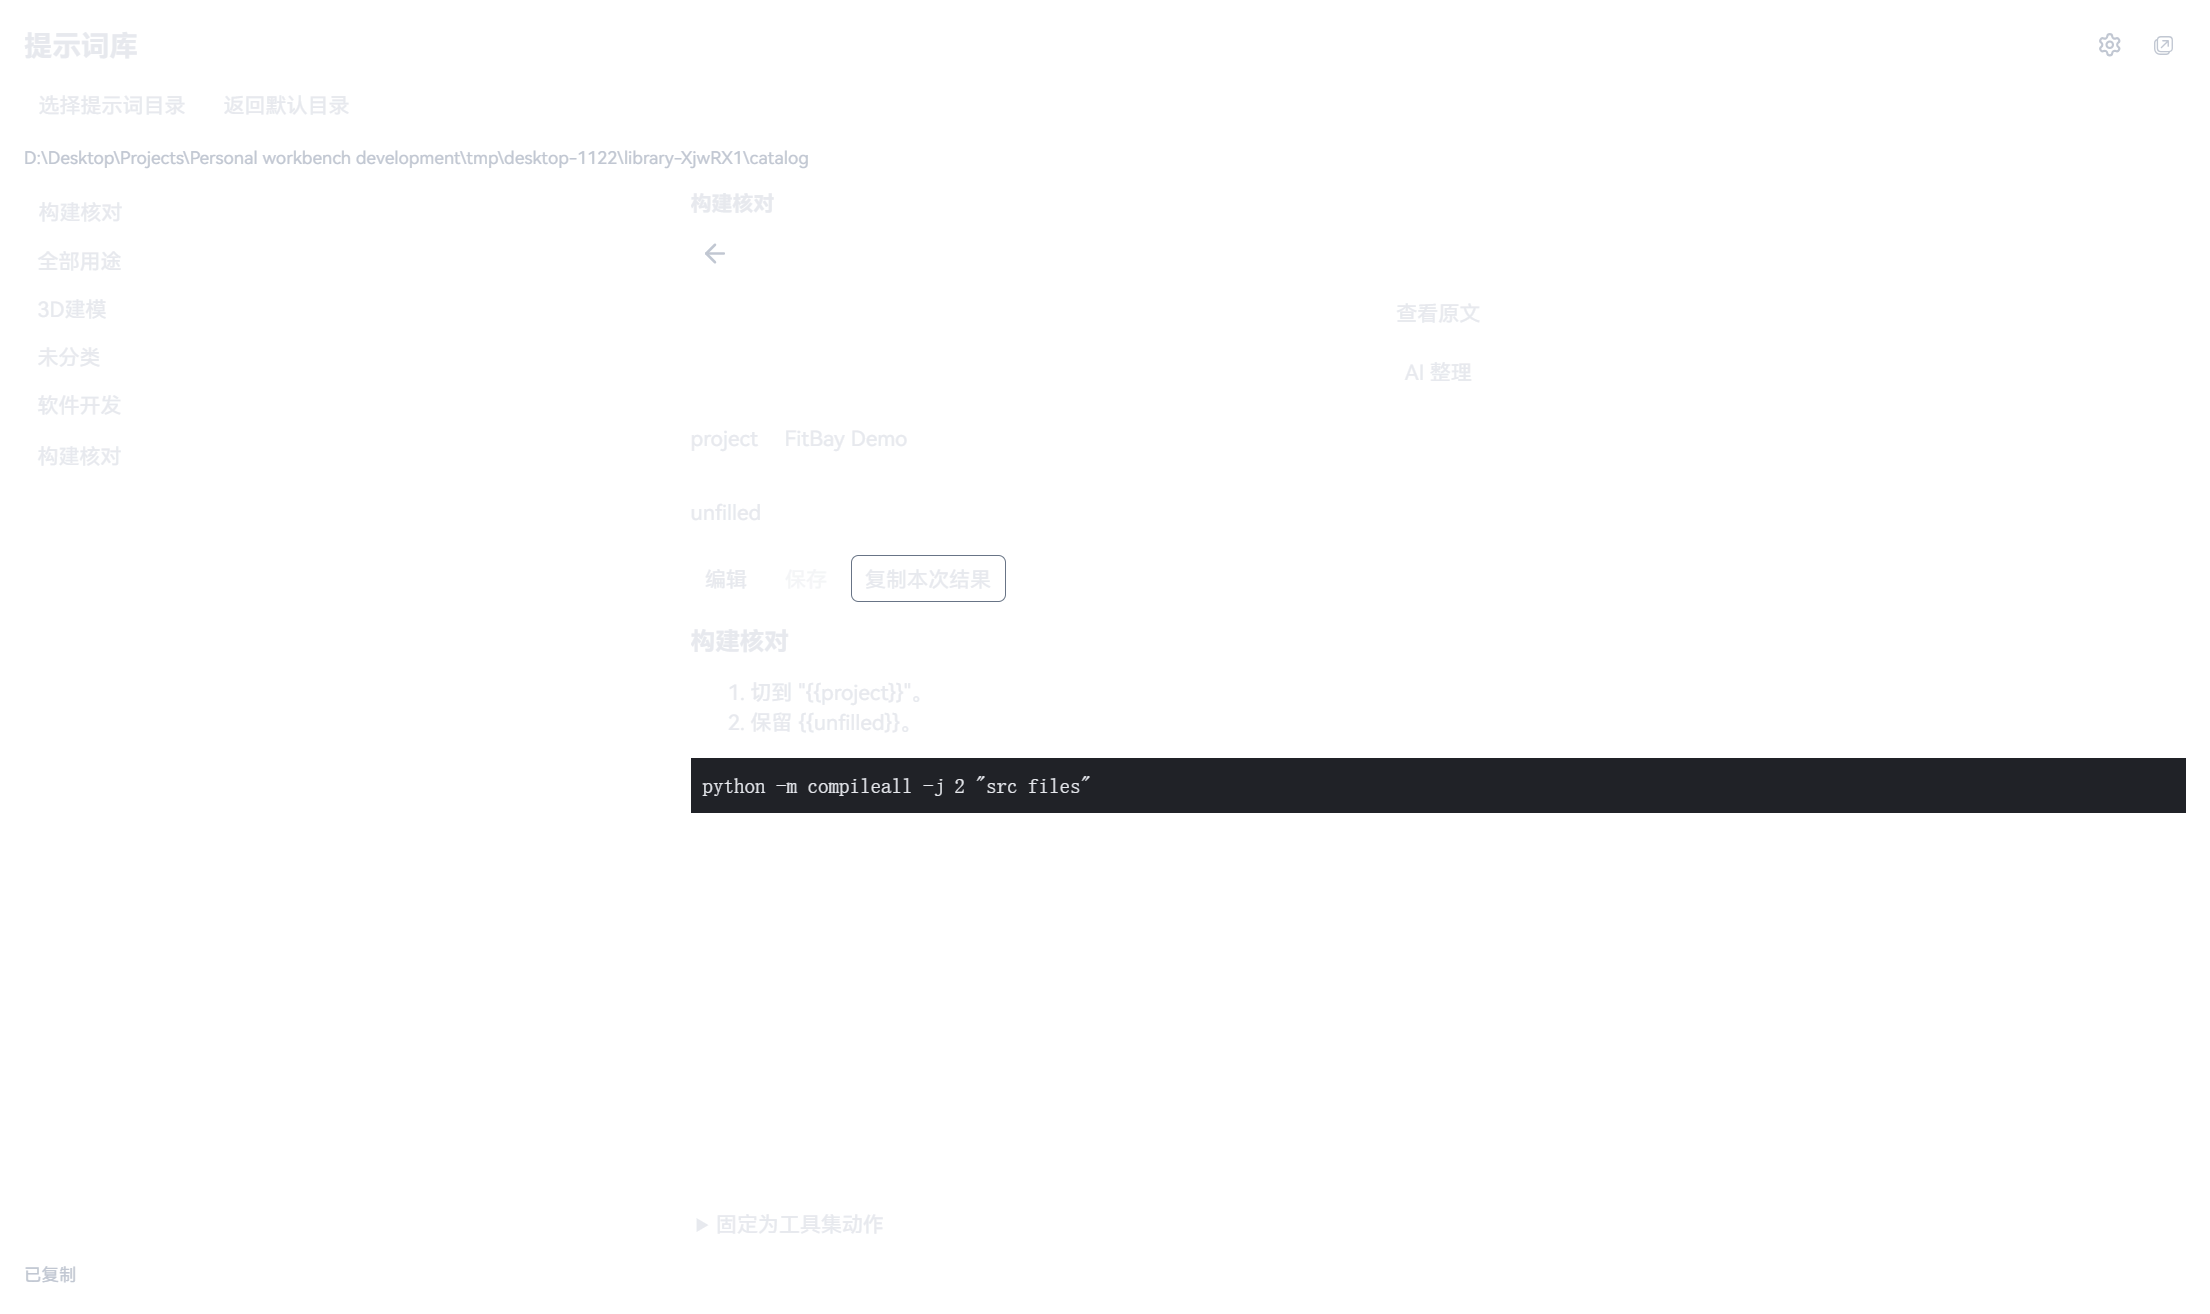 提示词库
选择提示词目录 返回默认目录
D:\Desktop\Projects\Personal workbench development\tmp\desktop-1122\library-XjwRX1\catalog
构建核对
全部用途
3D建模
未分类
软件开发
构建核对
构建核对
查看原文
AI 整理
project FitBay Demo
unfilled
编辑 保存 复制本次结果
构建核对
1. 切到 "{{project}}"。
2. 保留 {{unfilled}}。
python -m compileall -j 2 "src files"
固定为工具集动作
已复制